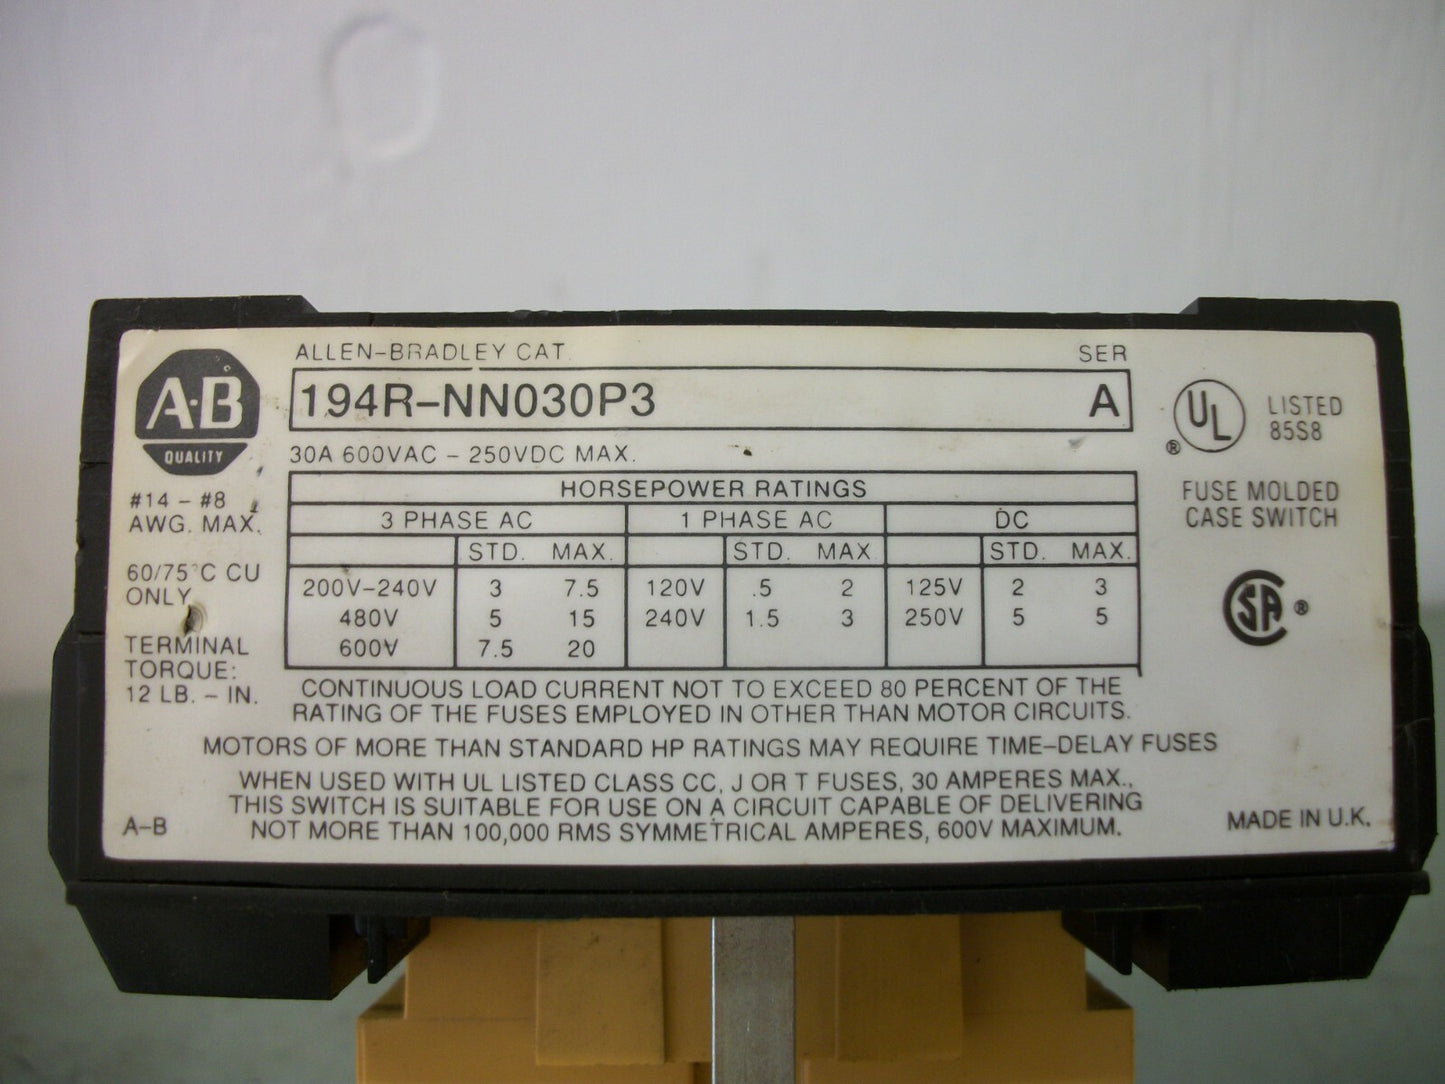 ALLEN-BRADLEY CAT.
SER
A·B
QUALITY
194R-NN030P3
A
UL
®
LISTED
85S8
30A 600VAC - 250VDC MAX.
#14 - #8
AWG. MAX.
60/75°C CU
ONLY
TERMINAL
TORQUE:
12 LB. - IN.
HORSEPOWER RATINGS
3 PHASE AC 1 PHASE AC DC
STD. MAX. STD. MAX STD. MAX.
200V-240V 3 7.5 120V .5 2 125V 2 3
480V 5 15 240V 1.5 3 250V 5 5
600V 7.5 20
FUSE MOLDED
CASE SWITCH
SA ®
CONTINUOUS LOAD CURRENT NOT TO EXCEED 80 PERCENT OF THE
RATING OF THE FUSES EMPLOYED IN OTHER THAN MOTOR CIRCUITS.
MOTORS OF MORE THAN STANDARD HP RATINGS MAY REQUIRE TIME-DELAY FUSES
WHEN USED WITH UL LISTED CLASS CC, J OR T FUSES, 30 AMPERES MAX.,
THIS SWITCH IS SUITABLE FOR USE ON A CIRCUIT CAPABLE OF DELIVERING
NOT MORE THAN 100,000 RMS SYMMETRICAL AMPERES, 600V MAXIMUM.
A-B
MADE IN U.K.